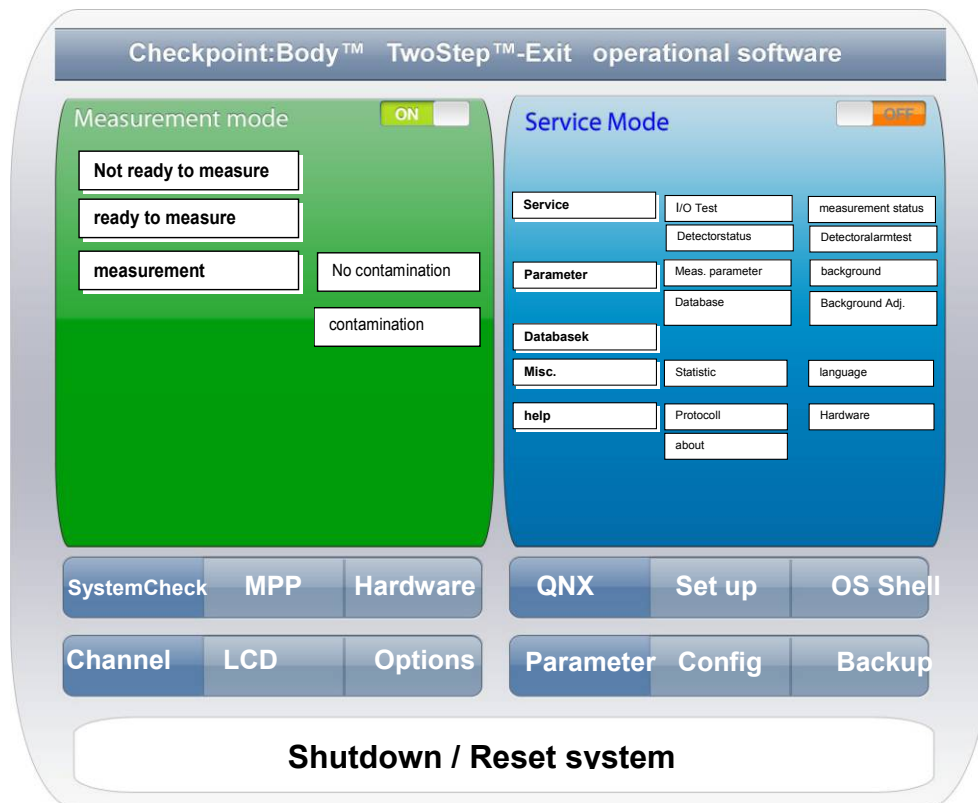 Checkpoint:Body™ TwoStep™-Exit operational software
Measurement mode
ON
Not ready to measure
ready to measure
measurement
No contamination
contamination
Service Mode
OFF
Service
I/O Test
measurement status
Detectorstatus
Detectoralarmtest
Parameter
Meas. parameter
background
Database
Background Adj.
Databasek
Misc.
Statistic
language
help
Protocoll
Hardware
about
SystemCheck
MPP
Hardware
QNX
Set up
OS Shell
Channel
LCD
Options
Parameter
Config
Backup
Shutdown / Reset system